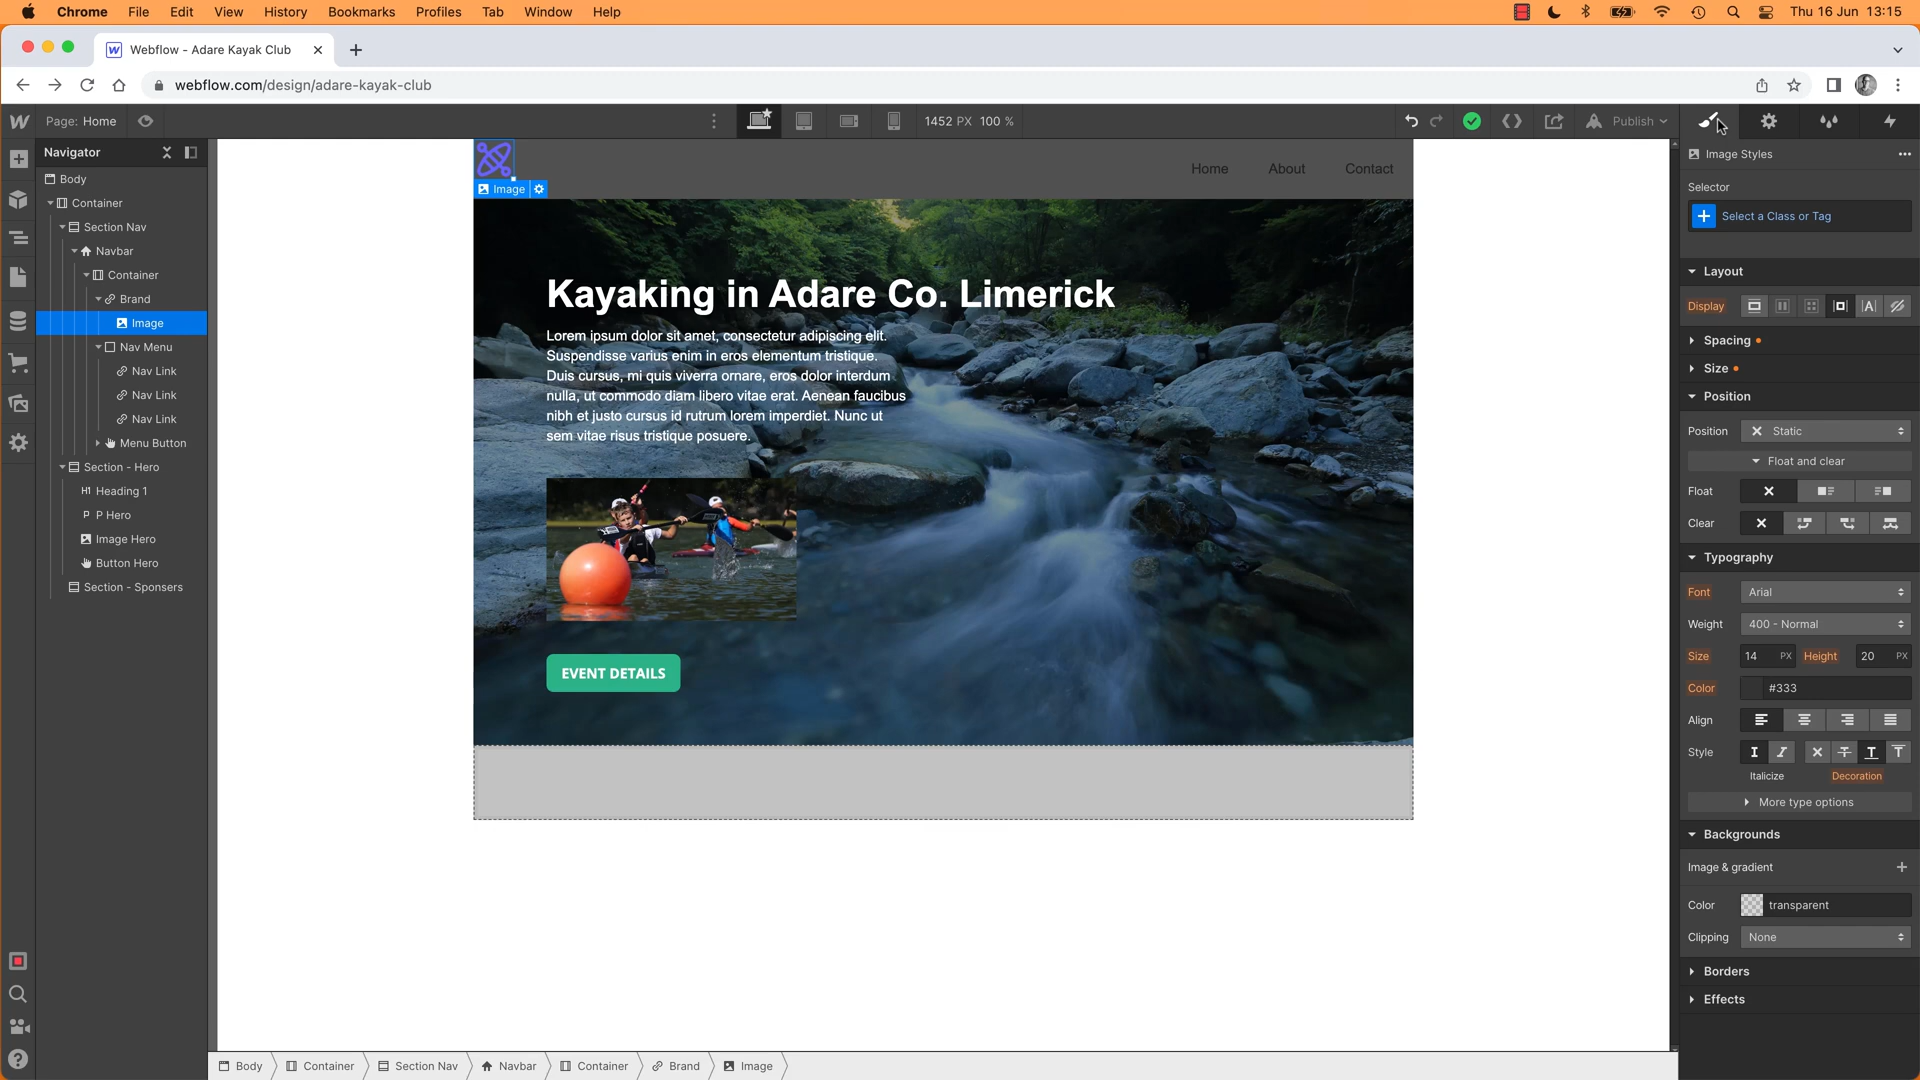 Chrome File Edit View History Bookmarks Profiles Tab Window Help Thu 16 Jun 13:15
Webflow - Adare Kayak Club
webflow.com/design/adare-kayak-club
Page: Home 1452 PX 100 % Publish
Navigator
Body
Container
Section Nav
Navbar
Container
Brand
Image
Nav Menu
Nav Link
Nav Link
Nav Link
Menu Button
Section - Hero
H1 Heading 1
P P Hero
Image Hero
Button Hero
Section - Sponsers
Home About Contact
Image
Kayaking in Adare Co. Limerick
Lorem ipsum dolor sit amet, consectetur adipiscing elit.
Suspendisse varius enim in eros elementum tristique.
Duis cursus, mi quis viverra ornare, eros dolor interdum
nulla, ut commodo diam libero vitae erat. Aenean faucibus
nibh et justo cursus id rutrum lorem imperdiet. Nunc ut
sem vitae risus tristique posuere.
EVENT DETAILS
Image Styles
Selector
Select a Class or Tag
Layout
Display
Spacing
Size
Position
Position Static
Float and clear
Float
Clear
Typography
Font Arial
Weight 400 - Normal
Size 14 PX Height 20 PX
Color #333
Align
Style
Italicize Decoration
More type options
Backgrounds
Image & gradient
Color transparent
Clipping None
Borders
Effects
Body Container Section Nav Navbar Container Brand Image